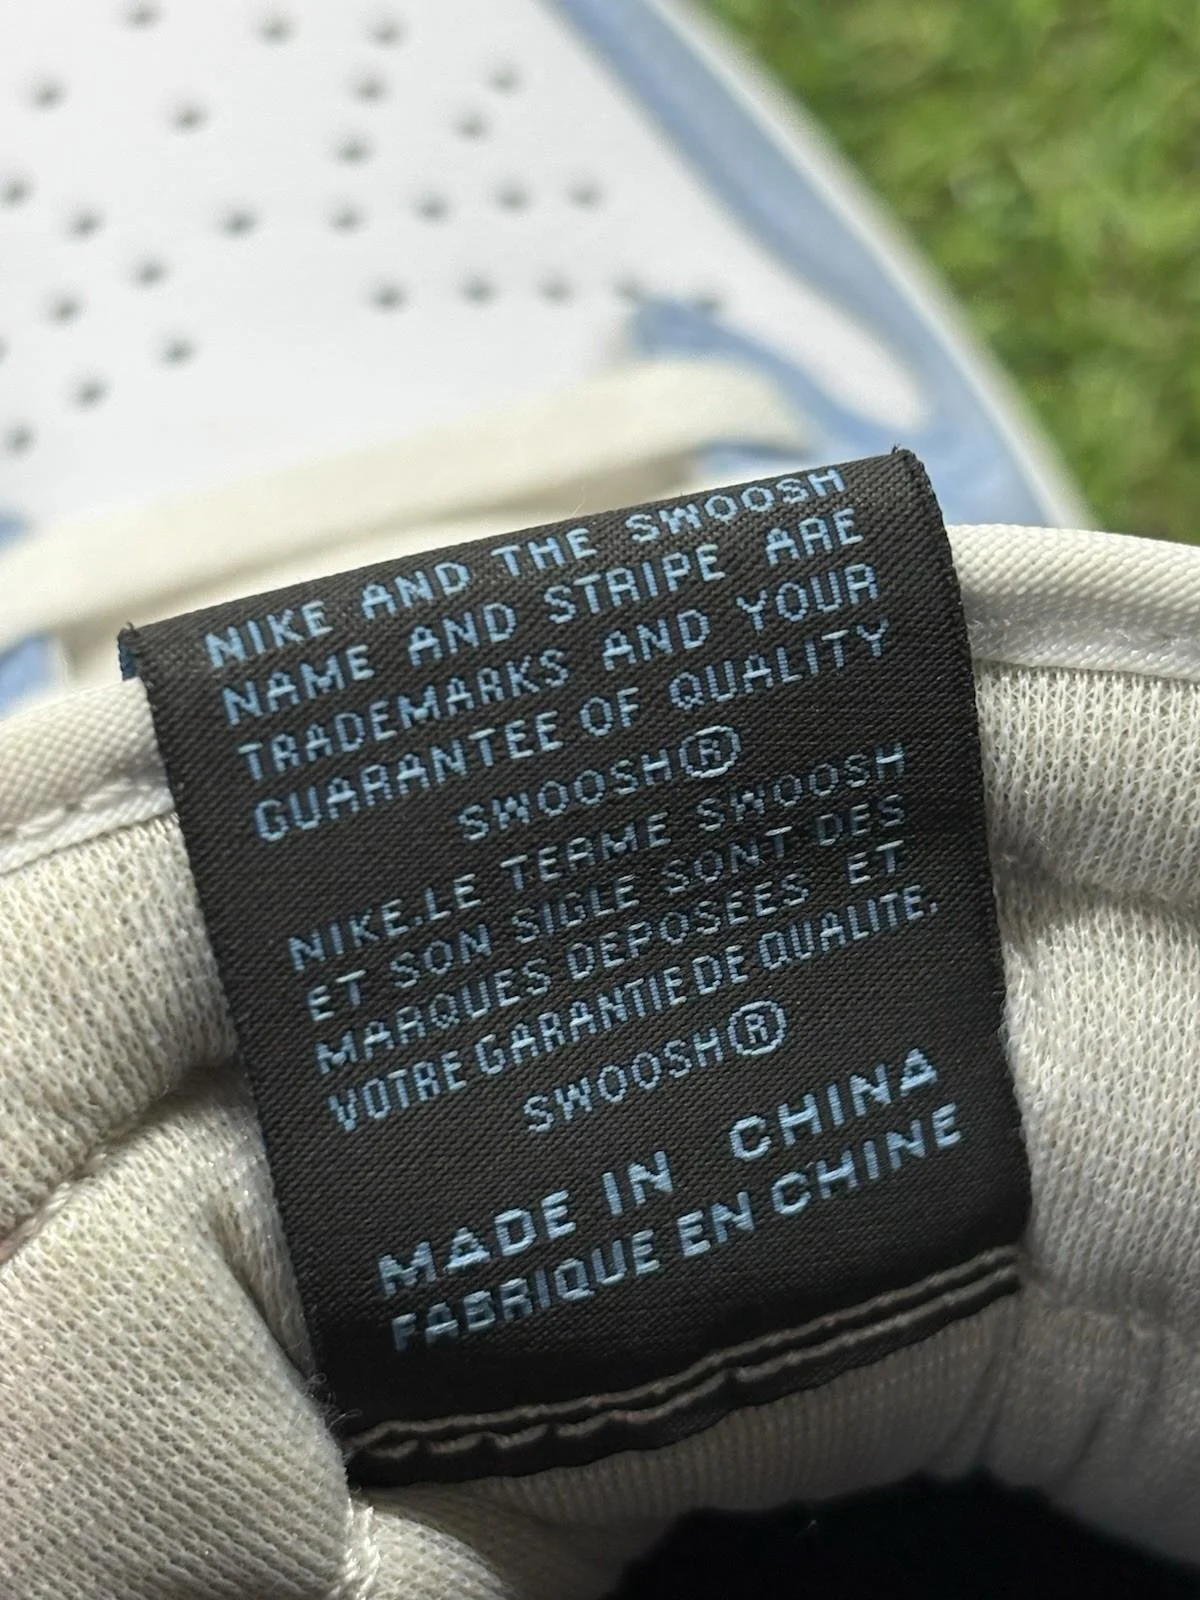 NIKE AND THE SWOOSH
NAME AND STRIPE ARE
TRADEMARKS AND YOUR
GUARANTEE OF QUALITY
SWOOSH®
NIKE.LE TERME SWOOSH
ET SON SIGLE SONT DES
MARQUES DEPOSEES ET
VOTRE GARANTIE DE QUALITE.
SWOOSH®
MADE IN CHINA
FABRIQUE EN CHINE